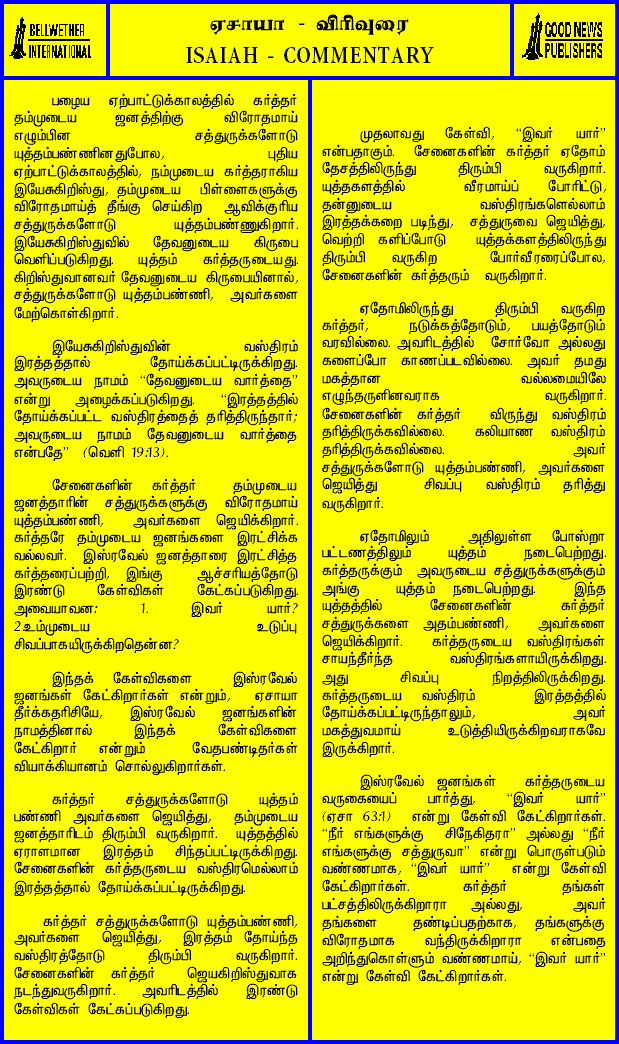 BELLWETHER
INTERNATIONAL
ஏசாயா - விரிவுரை
ISAIAH - COMMENTARY
GOOD NEWS
PUBLISHERS
பழைய ஏற்பாட்டுக்காலத்தில் கர்த்தர்
தம்முடைய ஜனத்திற்கு விரோதமாய்
எழும்பின சத்துருக்களோடு
யுத்தம்பண்ணினதுபோல, புதிய
ஏற்பாட்டுக்காலத்தில், நம்முடைய கர்த்தராகிய
இயேசுகிறிஸ்து, தம்முடைய பிள்ளைகளுக்கு
விரோதமாய்த் தீங்கு செய்கிற ஆவிக்குரிய
சத்துருக்களோடு யுத்தம்பண்ணுகிறார்.
இயேசுகிறிஸ்துவில் தேவனுடைய கிருபை
வெளிப்படுகிறது. யுத்தம் கர்த்தருடையது.
கிறிஸ்துவானவர் தேவனுடைய கிருபையினால்,
சத்துருக்களோடு யுத்தம்பண்ணி, அவர்களை
மேற்கொள்கிறார்.
இயேசுகிறிஸ்துவின் வஸ்திரம்
இரத்தத்தால் தோய்க்கப்பட்டிருக்கிறது.
அவருடைய நாமம் “தேவனுடைய வார்த்தை”
என்று அழைக்கப்படுகிறது. “இரத்தத்தில்
தோய்க்கப்பட்ட வஸ்திரத்தைத் தரித்திருந்தார்;
அவருடைய நாமம் தேவனுடைய வார்த்தை
என்பதே” (வெளி 19:13).
சேனைகளின் கர்த்தர் தம்முடைய
ஜனத்தாரின் சத்துருக்களுக்கு விரோதமாய்
யுத்தம்பண்ணி, அவர்களை ஜெயிக்கிறார்.
கர்த்தரே தம்முடைய ஜனங்களை இரட்சிக்க
வல்லவர். இஸ்ரவேல் ஜனத்தாரை இரட்சித்த
கர்த்தரைப்பற்றி, இங்கு ஆச்சரியத்தோடு
இரண்டு கேள்விகள் கேட்கப்படுகிறது.
அவையாவன: 1. இவர் யார்?
2.உம்முடைய உடுப்பு
சிவப்பாகயிருக்கிறதென்ன?
இந்தக் கேள்விகளை இஸ்ரவேல்
ஜனங்கள் கேட்கிறார்கள் என்றும், ஏசாயா
தீர்க்கதரிசியே, இஸ்ரவேல் ஜனங்களின்
நாமத்தினால் இந்தக் கேள்விகளை
கேட்கிறார் என்றும் வேதபண்டிதர்கள்
வியாக்கியானம் சொல்லுகிறார்கள்.
கர்த்தர் சத்துருக்களோடு யுத்தம்
பண்ணி அவர்களை ஜெயித்து, தம்முடைய
ஜனத்தாரிடம் திரும்பி வருகிறார். யுத்தத்தில்
ஏராளமான இரத்தம் சிந்தப்பட்டிருக்கிறது.
சேனைகளின் கர்த்தருடைய வஸ்திரமெல்லாம்
இரத்தத்தால் தோய்க்கப்பட்டிருக்கிறது.
கர்த்தர் சத்துருக்களோடு யுத்தம்பண்ணி,
அவர்களை ஜெயித்து, இரத்தம் தோய்ந்த
வஸ்திரத்தோடு திரும்பி வருகிறார்.
சேனைகளின் கர்த்தர் ஜெயகிறிஸ்துவாக
நடந்துவருகிறார். அவரிடத்தில் இரண்டு
கேள்விகள் கேட்கப்படுகிறது.
முதலாவது கேள்வி, “இவர் யார்”
என்பதாகும். சேனைகளின் கர்த்தர் ஏதோம்
தேசத்திலிருந்து திரும்பி வருகிறார்.
யுத்தகளத்தில் வீரமாய்ப் போரிட்டு,
தன்னுடைய வஸ்திரங்களெல்லாம்
இரத்தக்கறை படிந்து, சத்துருவை ஜெயித்து,
வெற்றி களிப்போடு யுத்தக்களத்திலிருந்து
திரும்பி வருகிற போர்வீரரைப்போல,
சேனைகளின் கர்த்தரும் வருகிறார்.
ஏதோமிலிருந்து திரும்பி வருகிற
கர்த்தர், நடுக்கத்தோடும், பயத்தோடும்
வரவில்லை. அவரிடத்தில் சோர்வோ அல்லது
களைப்போ காணப்படவில்லை. அவர் தமது
மகத்தான வல்லமையிலே
எழுந்தருளினவராக வருகிறார்.
சேனைகளின் கர்த்தர் விருந்து வஸ்திரம்
தரித்திருக்கவில்லை. கலியாண வஸ்திரம்
தரித்திருக்கவில்லை. அவர்
சத்துருக்களோடு யுத்தம்பண்ணி, அவர்களை
ஜெயித்து சிவப்பு வஸ்திரம் தரித்து
வருகிறார்.
ஏதோமிலும் அதிலுள்ள போஸ்றா
பட்டணத்திலும் யுத்தம் நடைபெற்றது.
கர்த்தருக்கும் அவருடைய சத்துருக்களுக்கும்
அங்கு யுத்தம் நடைபெற்றது. இந்த
யுத்தத்தில் சேனைகளின் கர்த்தர்
சத்துருக்களை அதம்பண்ணி, அவர்களை
ஜெயிக்கிறார். கர்த்தருடைய வஸ்திரங்கள்
சாயந்தீர்ந்த வஸ்திரங்களாயிருக்கிறது.
அது சிவப்பு நிறத்திலிருக்கிறது.
கர்த்தருடைய வஸ்திரம் இரத்தத்தில்
தோய்க்கப்பட்டிருந்தாலும், அவர்
மகத்துவமாய் உடுத்தியிருக்கிறவராகவே
இருக்கிறார்.
இஸ்ரவேல் ஜனங்கள் கர்த்தருடைய
வருகையைப் பார்த்து, “இவர் யார்”
(ஏசா 63:1) என்று கேள்வி கேட்கிறார்கள்.
“நீர் எங்களுக்கு சிநேகிதரா” அல்லது “நீர்
எங்களுக்கு சத்துருவா” என்று பொருள்படும்
வண்ணமாக, “இவர் யார்” என்று கேள்வி
கேட்கிறார்கள். கர்த்தர் தங்கள்
பட்சத்திலிருக்கிறாரா அல்லது, அவர்
தங்களை தண்டிப்பதற்காக, தங்களுக்கு
விரோதமாக வந்திருக்கிறாரா என்பதை
அறிந்துகொள்ளும் வண்ணமாய், “இவர் யார்”
என்று கேள்வி கேட்கிறார்கள்.